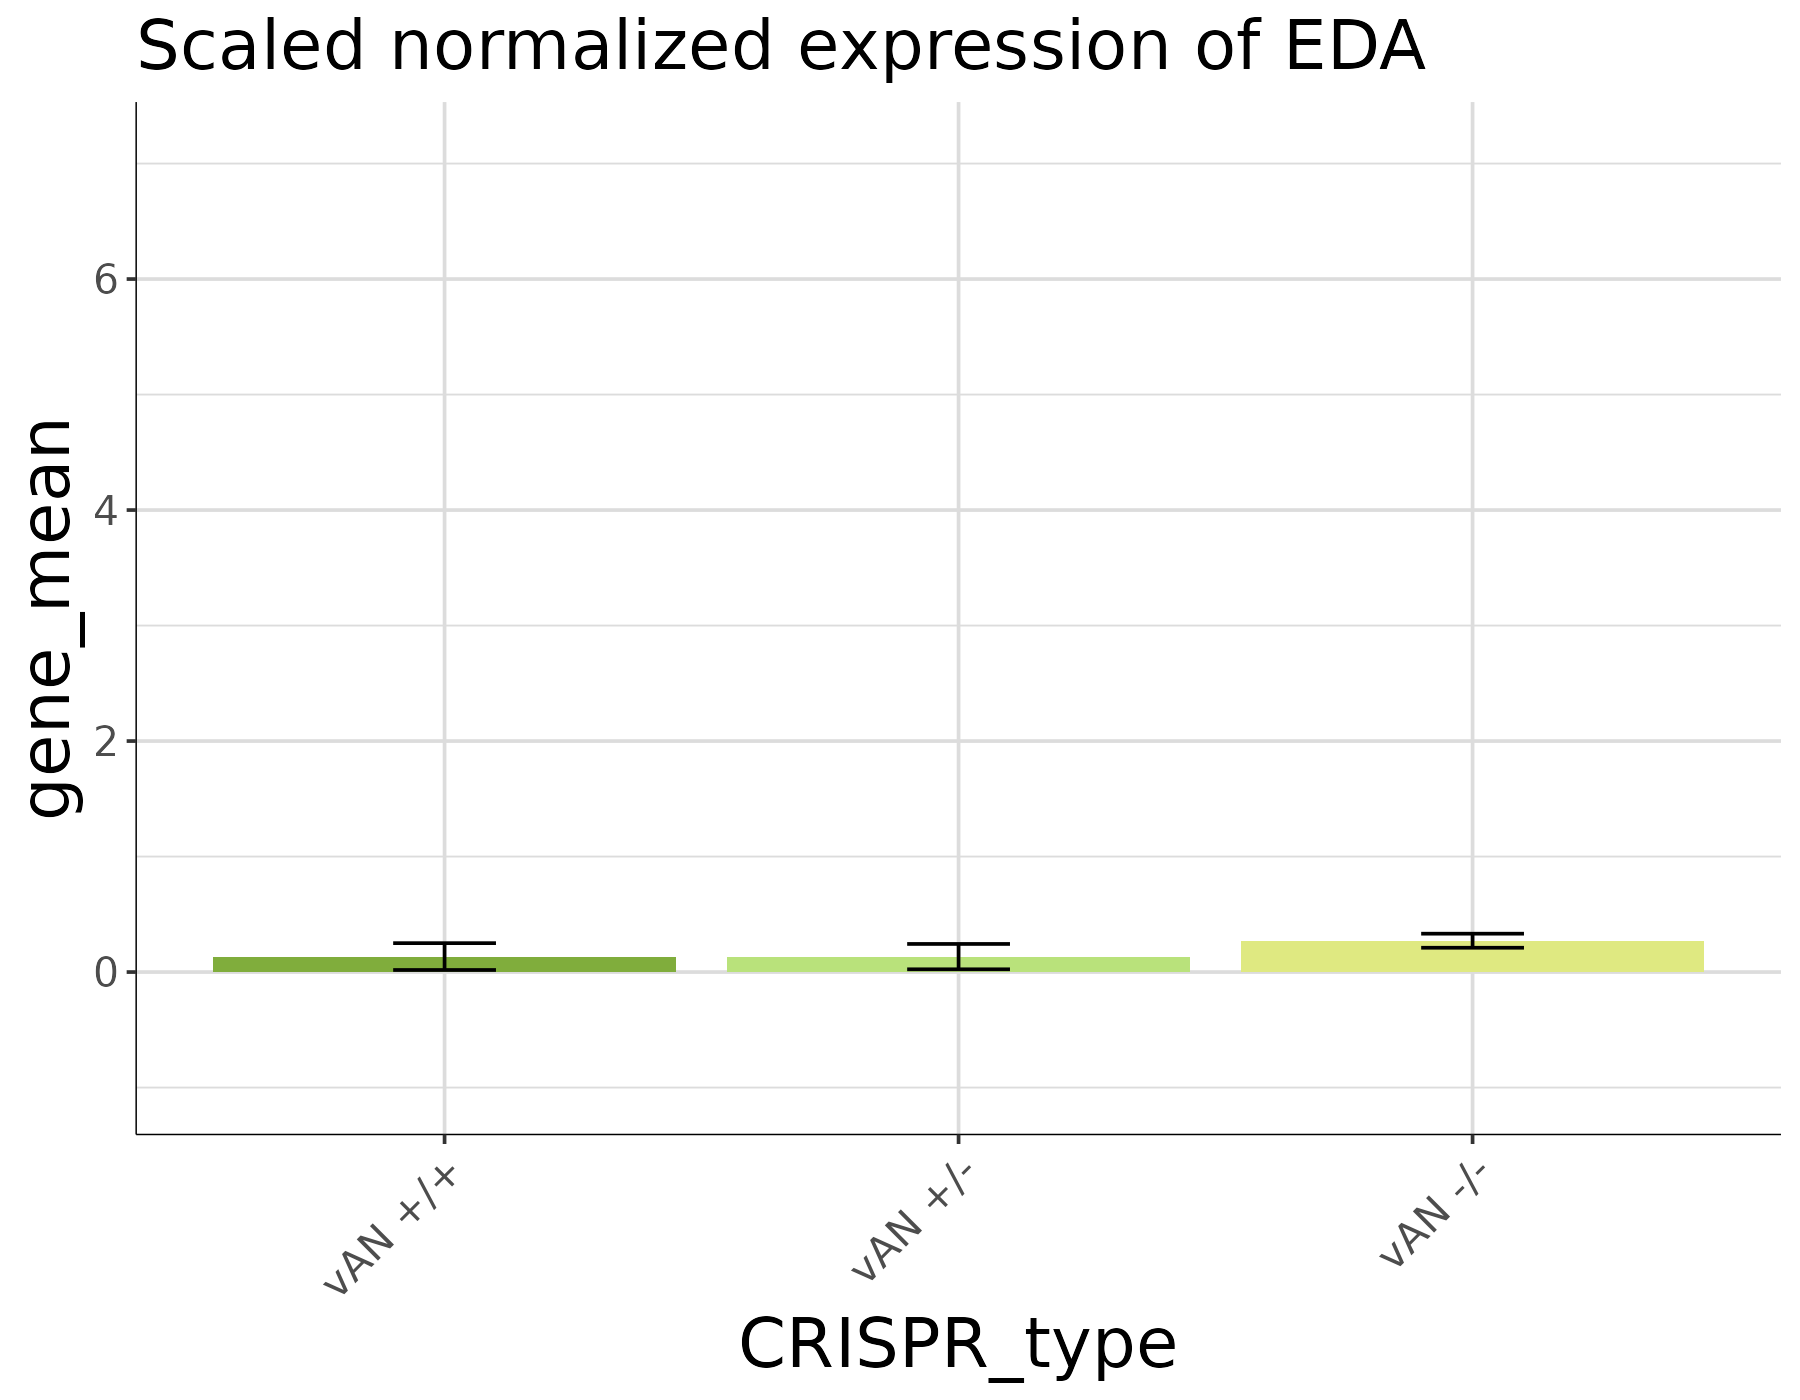 Scaled normalized expression of EDA
gene_mean
6
4
2
0
vAN +/+
vAN +/-
vAN -/-
CRISPR_type